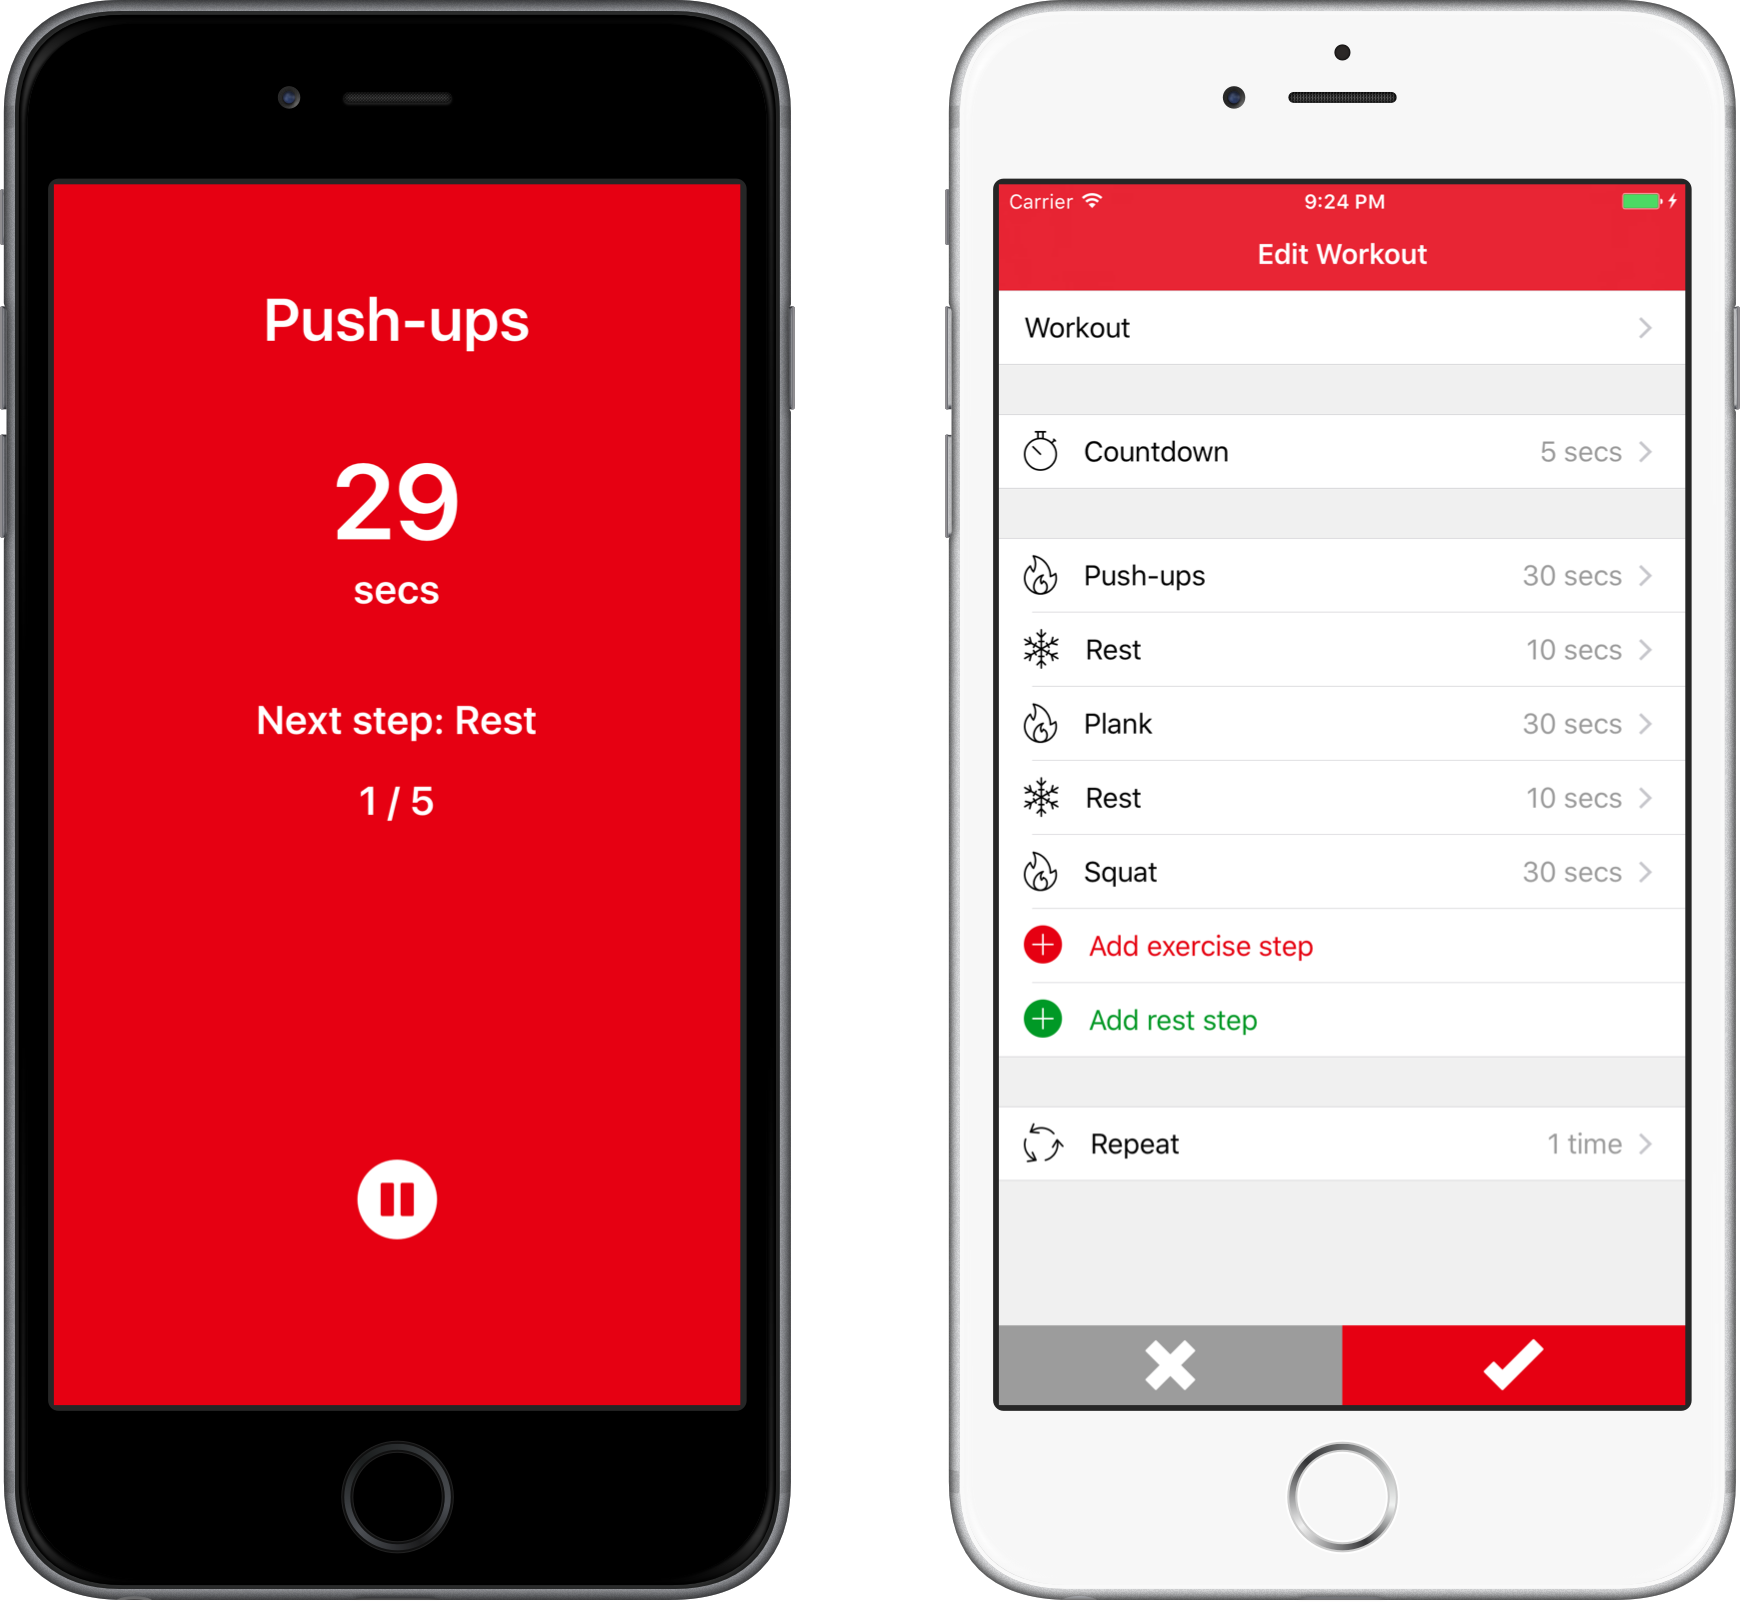 Push-ups
29
secs
Next step: Rest
1 / 5
Carrier 9:24 PM
Edit Workout
Workout
Countdown 5 secs
Push-ups 30 secs
Rest 10 secs
Plank 30 secs
Rest 10 secs
Squat 30 secs
Add exercise step
Add rest step
Repeat 1 time